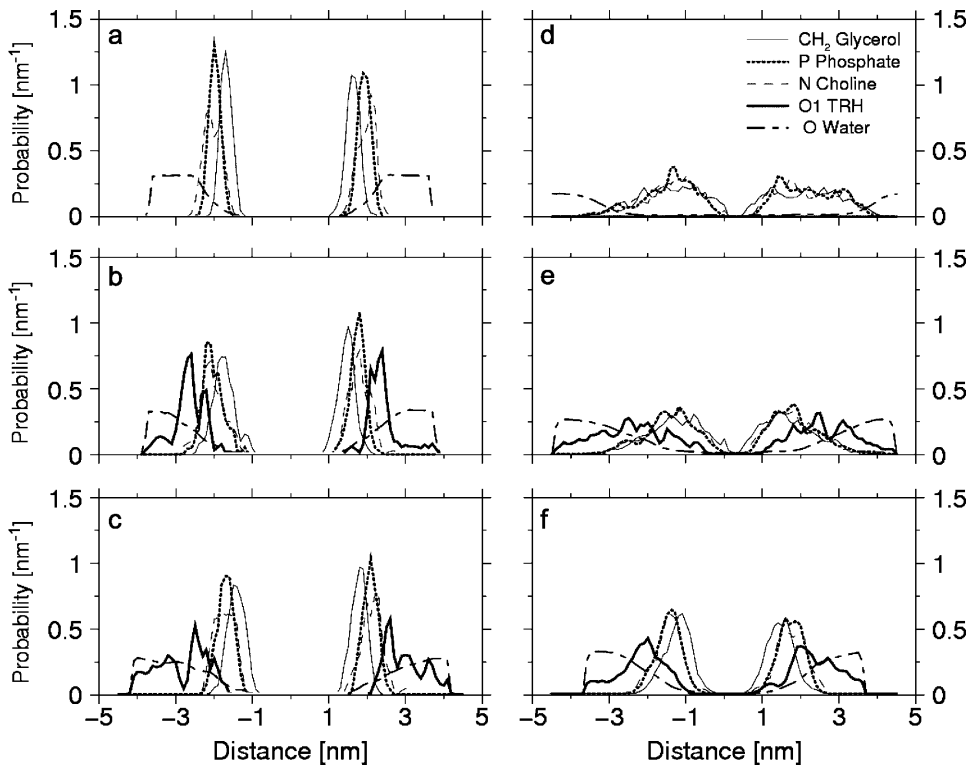 a
1.5
1
0.5
0
Probability [nm⁻¹]
d
1.5
1
0.5
0
CH₂ Glycerol
P Phosphate
N Choline
O1 TRH
O Water
b
1.5
1
0.5
0
Probability [nm⁻¹]
e
1.5
1
0.5
0
c
1.5
1
0.5
0
Probability [nm⁻¹]
−5 −3 −1 1 3 5
Distance [nm]
f
1.5
1
0.5
0
−5 −3 −1 1 3 5
Distance [nm]